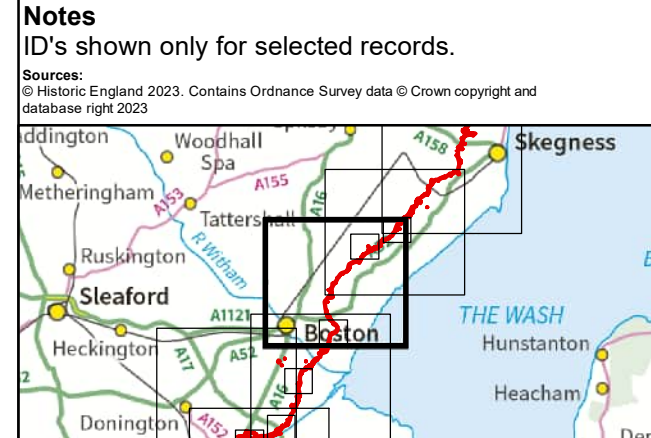 Notes
ID's shown only for selected records.
Sources:
© Historic England 2023. Contains Ordnance Survey data © Crown copyright and
database right 2023
Woodhall
Spa
A158
Skegness
Metheringham
A153
A155
A16
Tattershall
R Witham
Ruskington
Sleaford
A1121
Boston
THE WASH
Hunstanton
Heckington
A17
A52
A16
Heacham
Donington
A152